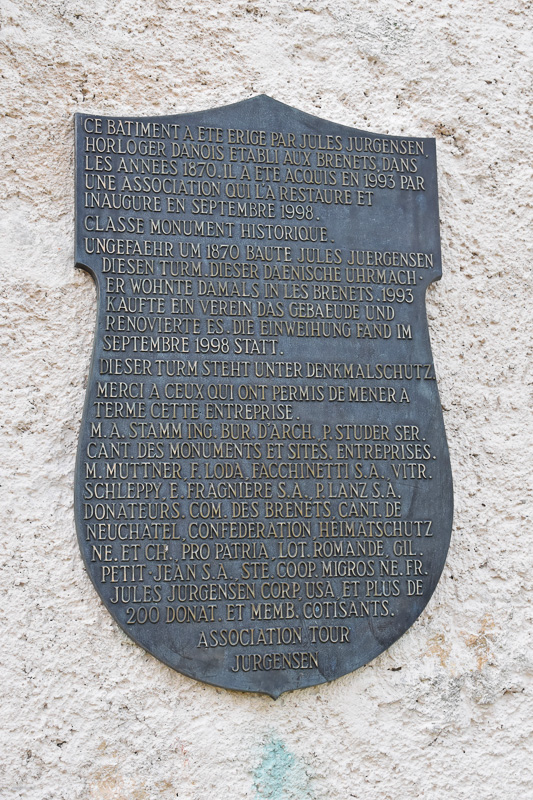 CE BATIMENT A ETE ERIGE PAR JULES JURGENSEN,
HORLOGER DANOIS ETABLI AUX BRENETS, DANS
LES ANNEES 1870. IL A ETE ACQUIS EN 1993 PAR
UNE ASSOCIATION QUI L'A RESTAURE ET
INAUGURE EN SEPTEMBRE 1998.
CLASSE MONUMENT HISTORIQUE.
UNGEFAEHR UM 1870 BAUTE JULES JUERGENSEN
DIESEN TURM. DIESER DAENISCHE UHRMACH-
ER WOHNTE DAMALS IN LES BRENETS. 1993
KAUFTE EIN VEREIN DAS GEBAEUDE UND
RENOVIERTE ES. DIE EINWEIHUNG FAND IM
SEPTEMBRE 1998 STATT.
DIESER TURM STEHT UNTER DENKMALSCHUTZ.
MERCI A CEUX QUI ONT PERMIS DE MENER A
TERME CETTE ENTREPRISE.
M. A. STAMM ING. BUR. D'ARCH. P. STUDER SER.
CANT. DES MONUMENTS ET SITES. ENTREPRISES.
M. MUTTNER, F. LODA, FACCHINETTI S.A., VITR.
SCHLEPPY, E. FRAGNIERE S.A., P. LANZ S.A.
DONATEURS. COM. DES BRENETS, CANT. DE
NEUCHATEL, CONFEDERATION, HEIMATSCHUTZ
NE. ET CH., PRO PATRIA, LOT. ROMANDE, GIL.
PETIT-JEAN S.A., STE. COOP. MIGROS NE. FR.
JULES JURGENSEN CORP. USA, ET PLUS DE
200 DONAT. ET MEMB. COTISANTS.
ASSOCIATION TOUR
JURGENSEN